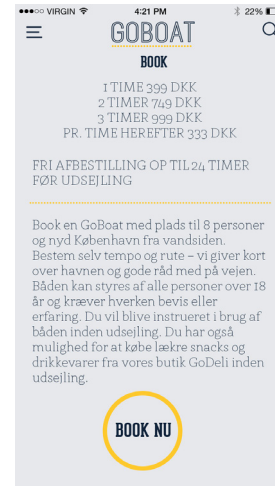 VIRGIN 4:21 PM 22%
GOBOAT
BOOK
1 TIME 399 DKK
2 TIMER 749 DKK
3 TIMER 999 DKK
PR. TIME HEREFTER 333 DKK
FRI AFBESTILLING OP TIL 24 TIMER
FØR UDSEJLING
Book en GoBoat med plads til 8 personer
og nyd København fra vandsiden.
Bestem selv tempo og rute – vi giver kort
over havnen og gode råd med på vejen.
Båden kan styres af alle personer over 18
år og kræver hverken bevis eller
erfaring. Du vil blive instrueret i brug af
båden inden udsejling. Du har også
mulighed for at købe lækre snacks og
drikkevarer fra vores butik GoDeli inden
udsejling.
BOOK NU